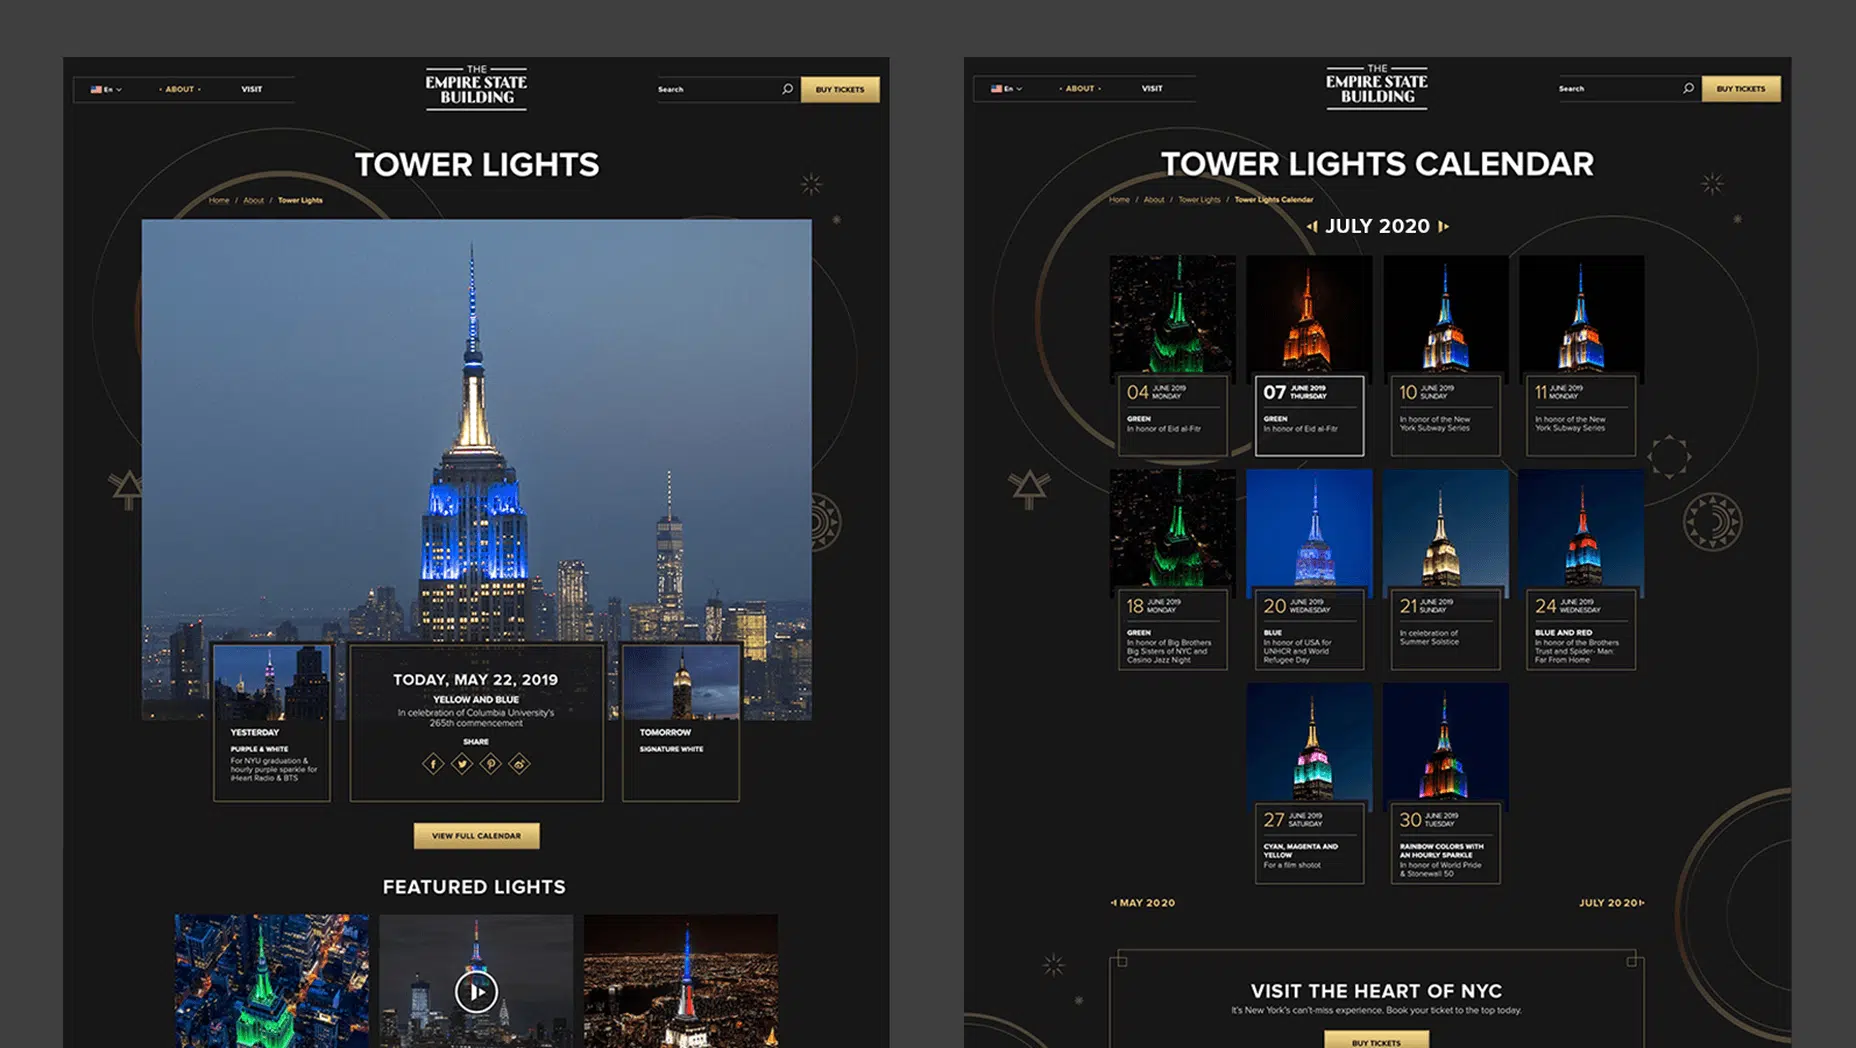 En
• ABOUT •
VISIT
THE
EMPIRE STATE
BUILDING
Search
BUY TICKETS
TOWER LIGHTS
Home / About / Tower Lights
YESTERDAY
PURPLE & WHITE
For NYU graduation &
hourly purple sparkle for
iHeart Radio & BTS
TODAY, MAY 22, 2019
YELLOW AND BLUE
In celebration of Columbia University's
265th commencement
SHARE
TOMORROW
SIGNATURE WHITE
VIEW FULL CALENDAR
FEATURED LIGHTS
En
• ABOUT •
VISIT
THE
EMPIRE STATE
BUILDING
Search
BUY TICKETS
TOWER LIGHTS CALENDAR
Home / About / Tower Lights / Tower Lights Calendar
JULY 2020
04 JUNE 2019
MONDAY
GREEN
In honor of Eid al-Fitr
07 JUNE 2019
THURSDAY
GREEN
In honor of Eid al-Fitr
10 JUNE 2019
SUNDAY
In honor of the New
York Subway Series
11 JUNE 2019
MONDAY
In honor of the New
York Subway Series
18 JUNE 2019
MONDAY
GREEN
In honor of Big Brothers
Big Sisters of NYC and
Casino Jazz Night
20 JUNE 2019
WEDNESDAY
BLUE
In honor of USA for
UNHCR and World
Refugee Day
21 JUNE 2019
SUNDAY
In celebration of
Summer Solstice
24 JUNE 2019
WEDNESDAY
BLUE AND RED
In honor of the Brothers
Trust and Spider- Man:
Far From Home
27 JUNE 2019
SATURDAY
CYAN, MAGENTA AND
YELLOW
For a film shotot
30 JUNE 2019
TUESDAY
RAINBOW COLORS WITH
AN HOURLY SPARKLE
In honor of World Pride
& Stonewall 50
MAY 2020
JULY 2020
VISIT THE HEART OF NYC
It's New York's can't-miss experience. Book your ticket to the top today.
BUY TICKETS